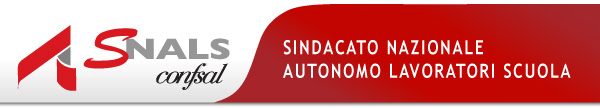 SNALS
confsal
SINDACATO NAZIONALE
AUTONOMO LAVORATORI SCUOLA